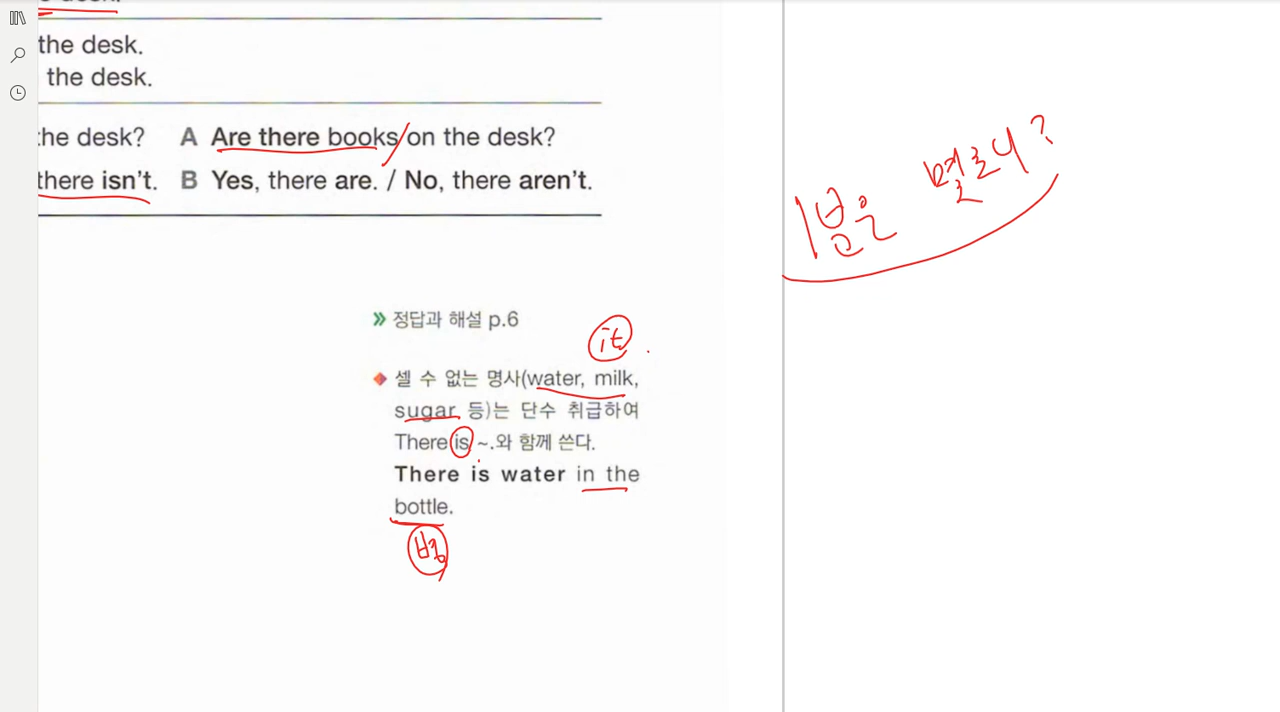 the desk.
the desk.
the desk? A Are there books/on the desk?
there isn't. B Yes, there are. / No, there aren't.
1분은 몇초니?
정답과 해설 p.6
it
셀 수 없는 명사(water, milk,
sugar 등)는 단수 취급하여
There is ~.와 함께 쓴다.
There is water in the
bottle.
병